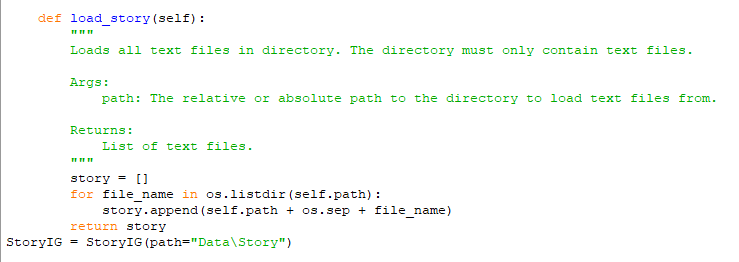 def load_story(self):
        """
        Loads all text files in directory. The directory must only contain text files.

        Args:
            path: The relative or absolute path to the directory to load text files from.

        Returns:
            List of text files.
        """
        story = []
        for file_name in os.listdir(self.path):
            story.append(self.path + os.sep + file_name)
        return story
StoryIG = StoryIG(path="Data\Story")